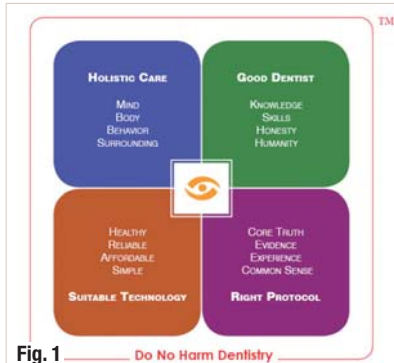 TM
HOLISTIC CARE
MIND
BODY
BEHAVIOR
SURROUNDING
GOOD DENTIST
KNOWLEDGE
SKILLS
HONESTY
HUMANITY
HEALTHY
RELIABLE
AFFORDABLE
SIMPLE
SUITABLE TECHNOLOGY
CORE TRUTH
EVIDENCE
EXPERIENCE
COMMON SENSE
RIGHT PROTOCOL
Fig. 1
Do No Harm Dentistry